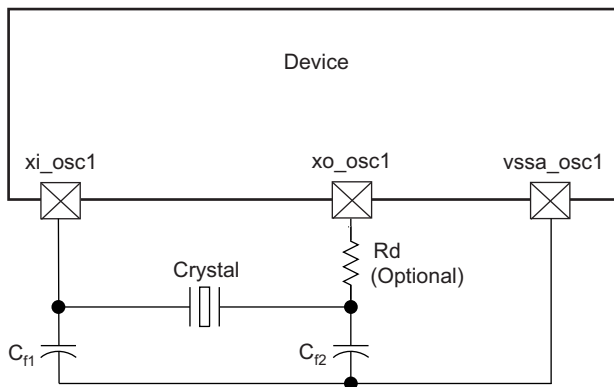 Device
xi_osc1
xo_osc1
vssa_osc1
Rd
(Optional)
Crystal
Cf1
Cf2